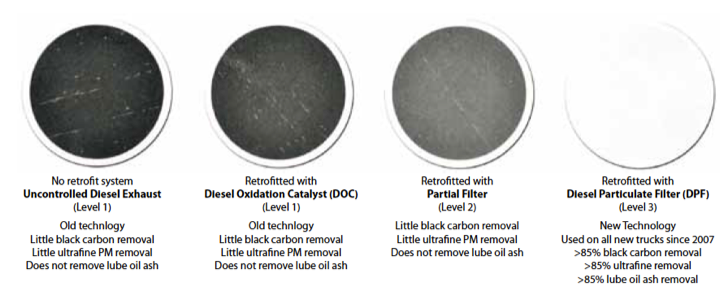 No retrofit system
Uncontrolled Diesel Exhaust
(Level 1)
Old technlogy
Little black carbon removal
Little ultrafine PM removal
Does not remove lube oil ash
Retrofitted with
Diesel Oxidation Catalyst (DOC)
(Level 1)
Old technology
Little black carbon removal
Little ultrafine PM removal
Does not remove lube oil ash
Retrofitted with
Partial Filter
(Level 2)
Little black carbon removal
Little ultrafine PM removal
Does not remove lube oil ash
Retrofitted with
Diesel Particulate Filter (DPF)
(Level 3)
New Technology
Used on all new trucks since 2007
>85% black carbon removal
>85% ultrafine removal
>85% lube oil ash removal